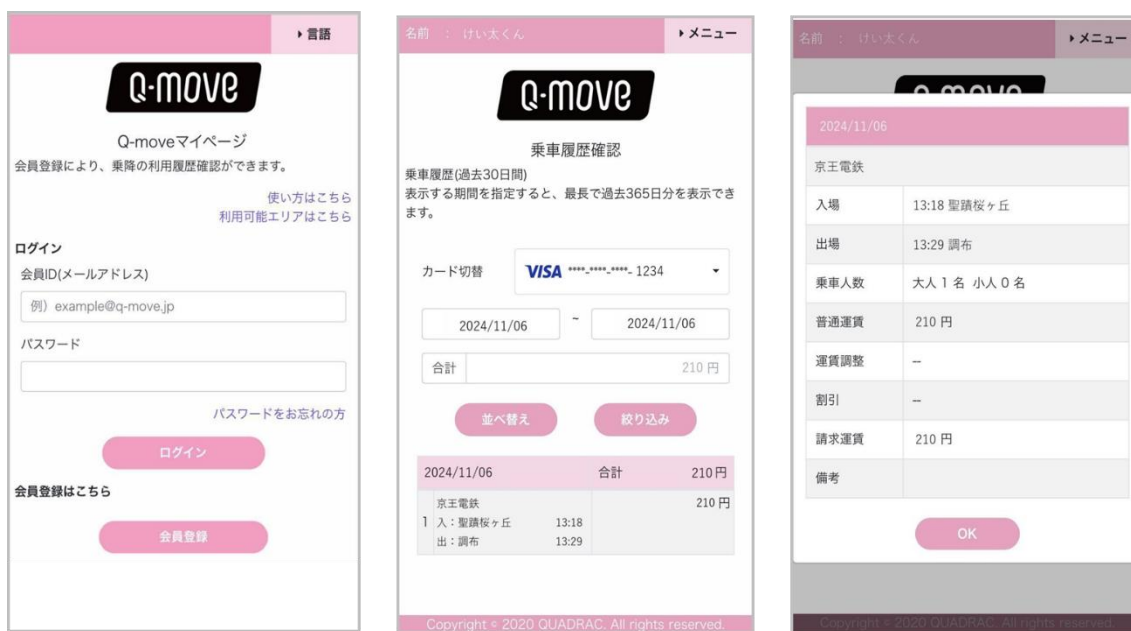 ▶言語
Q-move
Q-moveマイページ
会員登録により、乗降の利用履歴確認ができます。
使い方はこちら
利用可能エリアはこちら
ログイン
会員ID(メールアドレス)
例）example@q-move.jp
パスワード
パスワードをお忘れの方
ログイン
会員登録はこちら
会員登録
名前 : けい太くん
▶メニュー
Q-move
乗車履歴確認
乗車履歴(過去30日間)
表示する期間を指定すると、最長で過去365日分を表示でき
ます。
カード切替 VISA ****-****-****- 1234
2024/11/06 ~ 2024/11/06
合計 210 円
並べ替え 絞り込み
2024/11/06 合計 210円
京王電鉄 210 円
1 入：聖蹟桜ヶ丘 13:18
出：調布 13:29
Copyright © 2020 QUADRAC. All rights reserved.
名前 : けい太くん
▶メニュー
Q-move
2024/11/06
京王電鉄
入場 13:18 聖蹟桜ヶ丘
出場 13:29 調布
乗車人数 大人 1 名 小人 0 名
普通運賃 210 円
運賃調整 --
割引 --
請求運賃 210 円
備考
OK
Copyright © 2020 QUADRAC. All rights reserved.